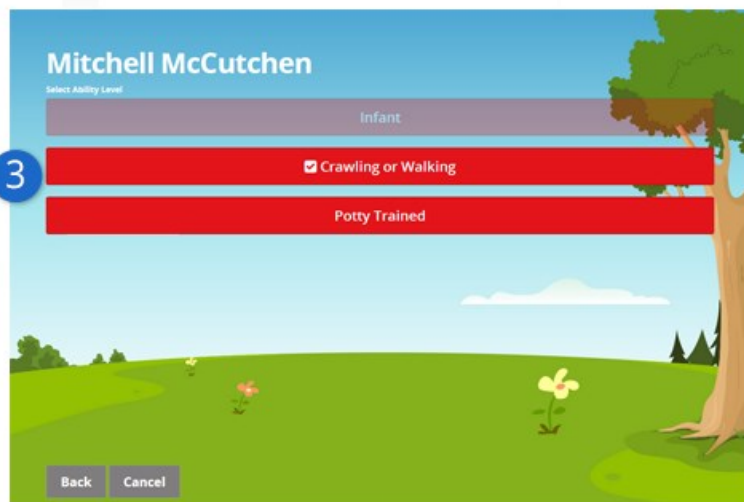 Mitchell McCutchen
Select Ability Level
Infant
3
Crawling or Walking
Potty Trained
Back Cancel